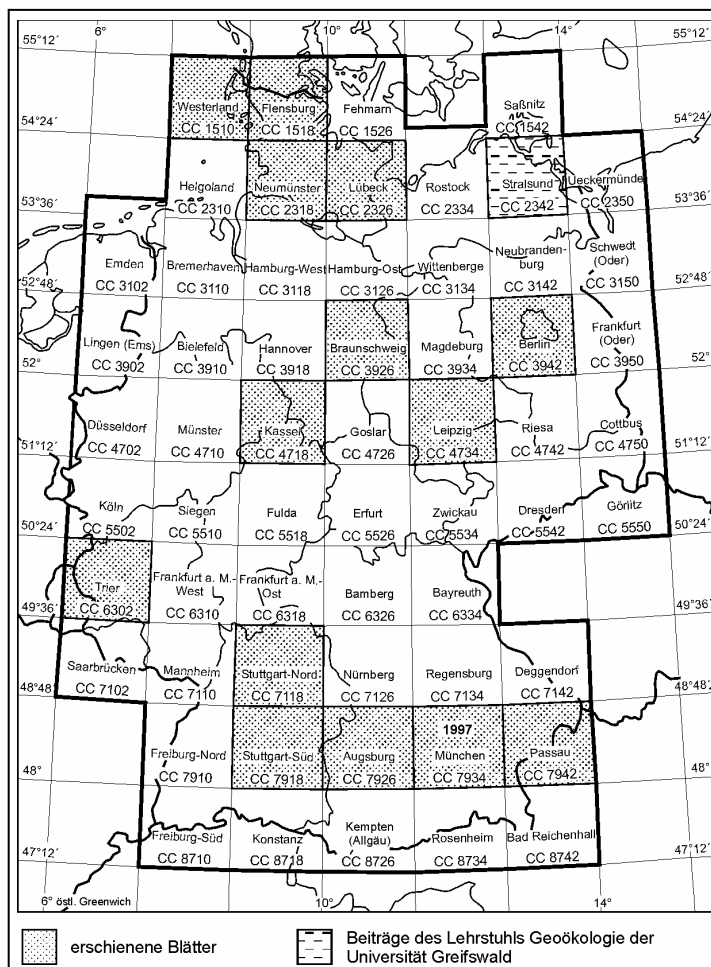 6° 10° 14°
55°12´ 55°12´
Westerland Flensburg Fehmarn Saßnitz
CC 1510 CC 1518 CC 1526 CC 1542
54°24´ 54°24´
Helgoland Neumünster Lübeck Rostock Stralsund Ueckermünde
CC 2310 CC 2318 CC 2326 CC 2334 CC 2342 CC 2350
53°36´ 53°36´
Emden Bremerhaven Hamburg-West Hamburg-Ost Wittenberge Neubranden-
burg Schwedt
(Oder)
CC 3102 CC 3110 CC 3118 CC 3126 CC 3134 CC 3142 CC 3150
52°48´ 52°48´
Lingen (Ems) Bielefeld Hannover Braunschweig Magdeburg Berlin Frankfurt
(Oder)
CC 3902 CC 3910 CC 3918 CC 3926 CC 3934 CC 3942 CC 3950
52° 52°
Düsseldorf Münster Kassel Goslar Leipzig Riesa Cottbus
CC 4702 CC 4710 CC 4718 CC 4726 CC 4734 CC 4742 CC 4750
51°12´ 51°12´
Köln Siegen Fulda Erfurt Zwickau Dresden Görlitz
CC 5502 CC 5510 CC 5518 CC 5526 CC 5534 CC 5542 CC 5550
50°24´ 50°24´
Trier Frankfurt a. M.-
West Frankfurt a. M.-
Ost Bamberg Bayreuth
CC 6302 CC 6310 CC 6318 CC 6326 CC 6334
49°36´ 49°36´
Saarbrücken Mannheim Stuttgart-Nord Nürnberg Regensburg Deggendorf
CC 7102 CC 7110 CC 7118 CC 7126 CC 7134 CC 7142
48°48´ 48°48´
1997
Freiburg-Nord Stuttgart-Süd Augsburg München Passau
CC 7910 CC 7918 CC 7926 CC 7934 CC 7942
48° 48°
Freiburg-Süd Konstanz Kempten
(Allgäu) Rosenheim Bad Reichenhall
CC 8710 CC 8718 CC 8726 CC 8734 CC 8742
47°12´ 47°12´
6° östl. Greenwich 10° 14°
erschienene Blätter
Beiträge des Lehrstuhls Geoökologie der
Universität Greifswald